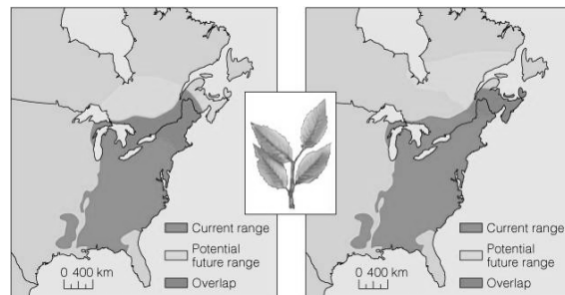 Current range
Potential
future range
0 400 km
Overlap
Current range
Potential
future range
0 400 km
Overlap